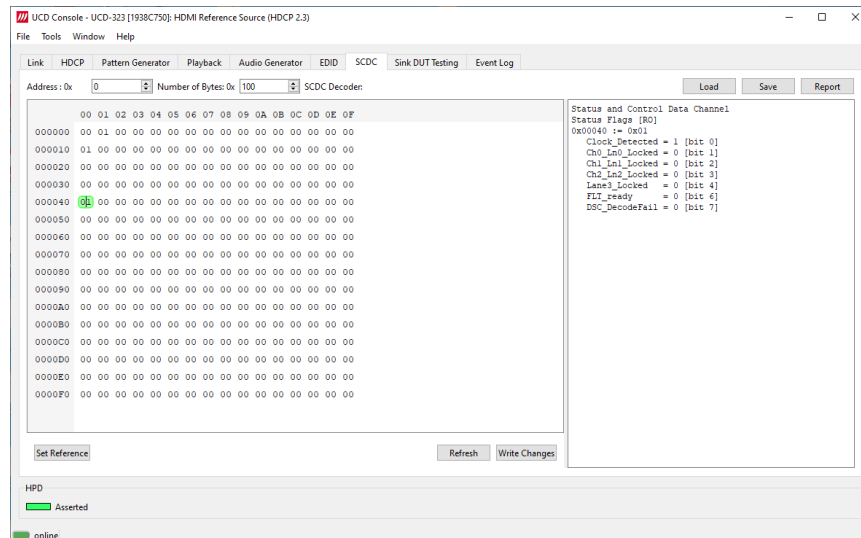 UCD Console - UCD-323 [1938C750]: HDMI Reference Source (HDCP 2.3)
File Tools Window Help
Link HDCP Pattern Generator Playback Audio Generator EDID SCDC Sink DUT Testing Event Log
Address : 0x 0 Number of Bytes: 0x 100 SCDC Decoder: Load Save Report
00 01 02 03 04 05 06 07 08 09 0A 0B 0C 0D 0E 0F
000000 00 01 00 00 00 00 00 00 00 00 00 00 00 00 00 00
000010 01 00 00 00 00 00 00 00 00 00 00 00 00 00 00 00
000020 00 00 00 00 00 00 00 00 00 00 00 00 00 00 00 00
000030 00 00 00 00 00 00 00 00 00 00 00 00 00 00 00 00
000040 01 00 00 00 00 00 00 00 00 00 00 00 00 00 00 00
000050 00 00 00 00 00 00 00 00 00 00 00 00 00 00 00 00
000060 00 00 00 00 00 00 00 00 00 00 00 00 00 00 00 00
000070 00 00 00 00 00 00 00 00 00 00 00 00 00 00 00 00
000080 00 00 00 00 00 00 00 00 00 00 00 00 00 00 00 00
000090 00 00 00 00 00 00 00 00 00 00 00 00 00 00 00 00
0000A0 00 00 00 00 00 00 00 00 00 00 00 00 00 00 00 00
0000B0 00 00 00 00 00 00 00 00 00 00 00 00 00 00 00 00
0000C0 00 00 00 00 00 00 00 00 00 00 00 00 00 00 00 00
0000D0 00 00 00 00 00 00 00 00 00 00 00 00 00 00 00 00
0000E0 00 00 00 00 00 00 00 00 00 00 00 00 00 00 00 00
0000F0 00 00 00 00 00 00 00 00 00 00 00 00 00 00 00 00
Status and Control Data Channel
Status Flags [RO]
0x00040 := 0x01
Clock_Detected = 1 [bit 0]
Ch0_Ln0_Locked = 0 [bit 1]
Ch1_Ln1_Locked = 0 [bit 2]
Ch2_Ln2_Locked = 0 [bit 3]
Lane3_Locked = 0 [bit 4]
FLT_ready = 0 [bit 6]
DSC_DecodeFail = 0 [bit 7]
Set Reference Refresh Write Changes
HPD
Asserted
online